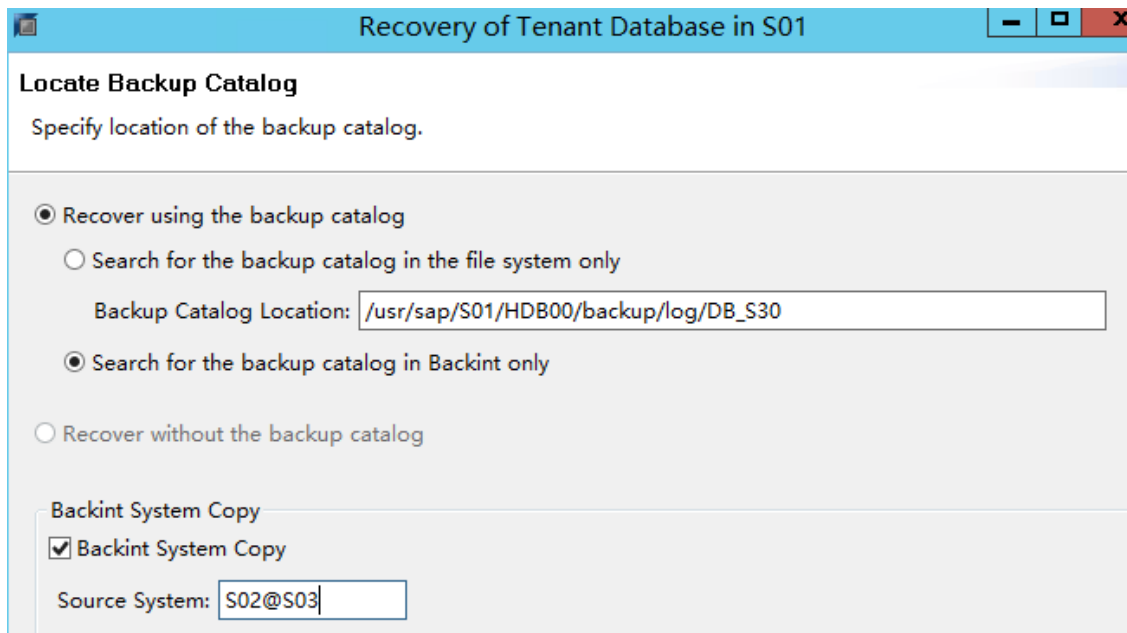 Recovery of Tenant Database in S01
Locate Backup Catalog
Specify location of the backup catalog.
Recover using the backup catalog
Search for the backup catalog in the file system only
Backup Catalog Location: /usr/sap/S01/HDB00/backup/log/DB_S30
Search for the backup catalog in Backint only
Recover without the backup catalog
Backint System Copy
Backint System Copy
Source System: S02@S03